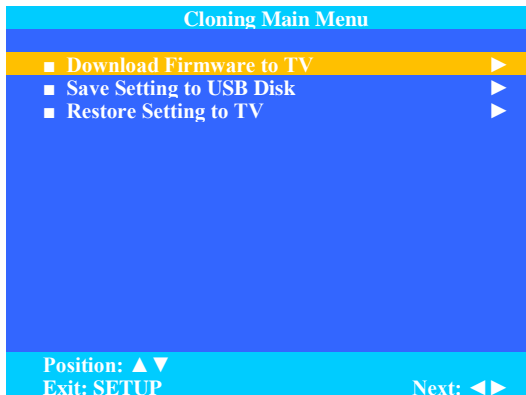 Cloning Main Menu
■ Download Firmware to TV ►
■ Save Setting to USB Disk ►
■ Restore Setting to TV ►
Position: ▲▼
Exit: SETUP Next: ◄►